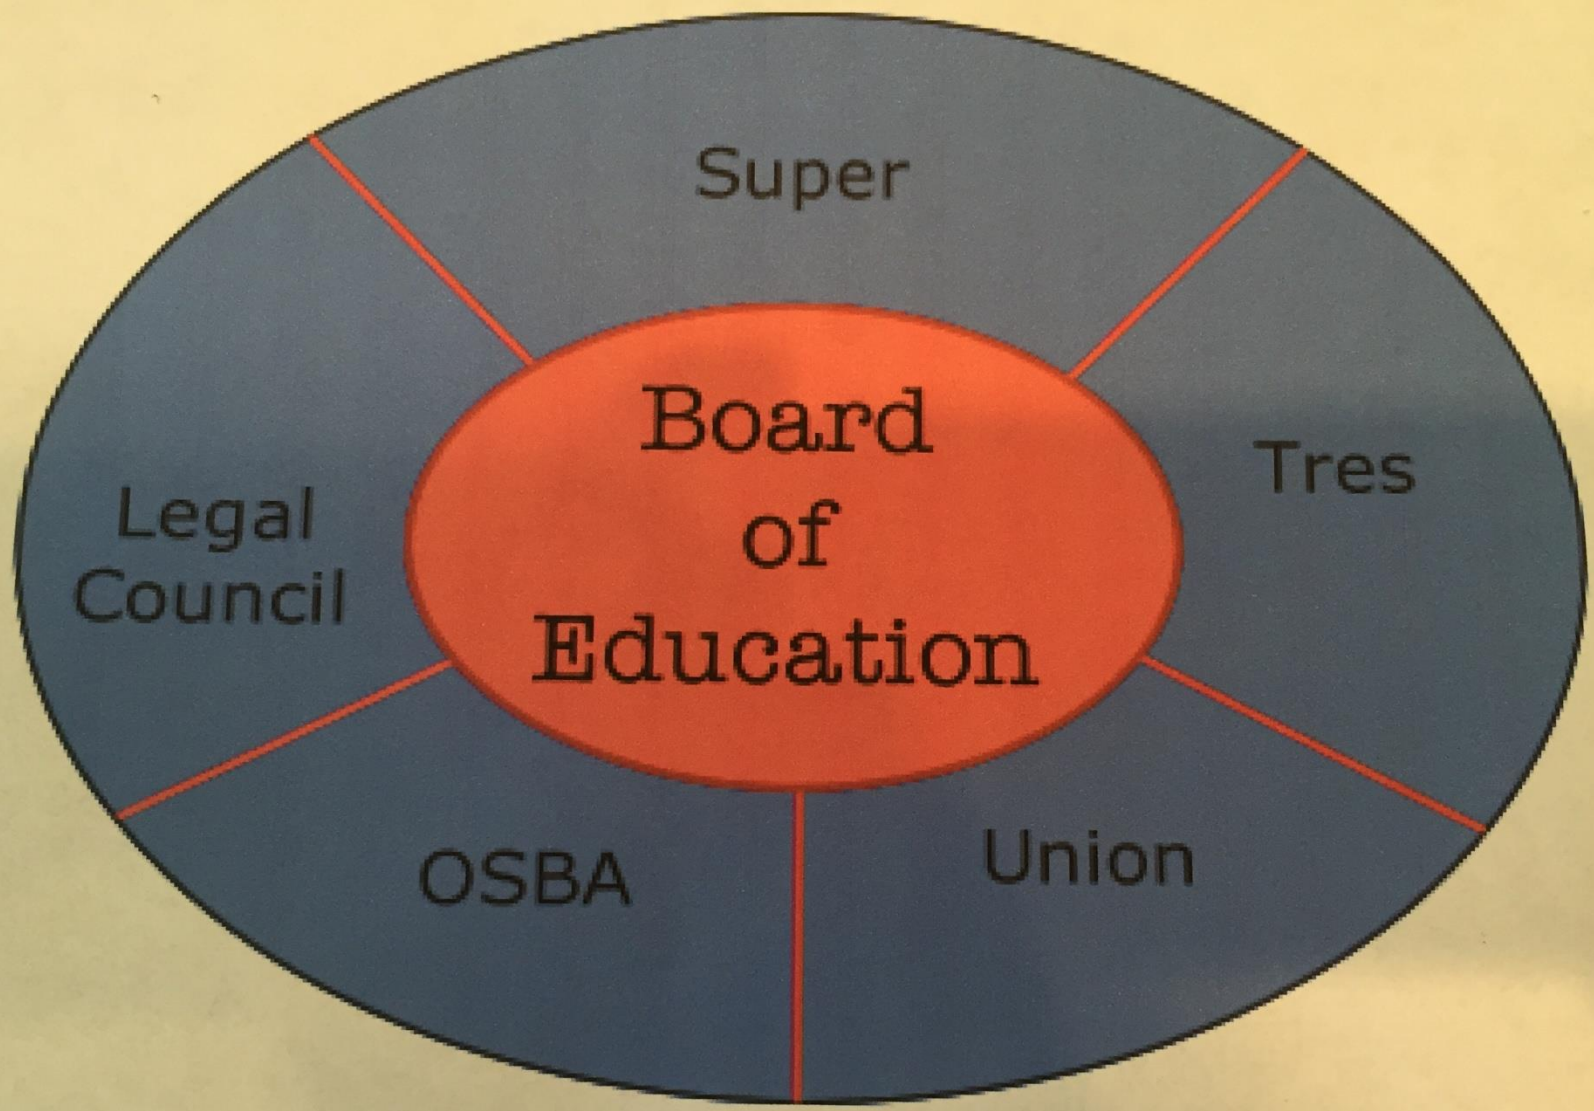 Super
Board
of
Education
Tres
Legal
Council
OSBA
Union